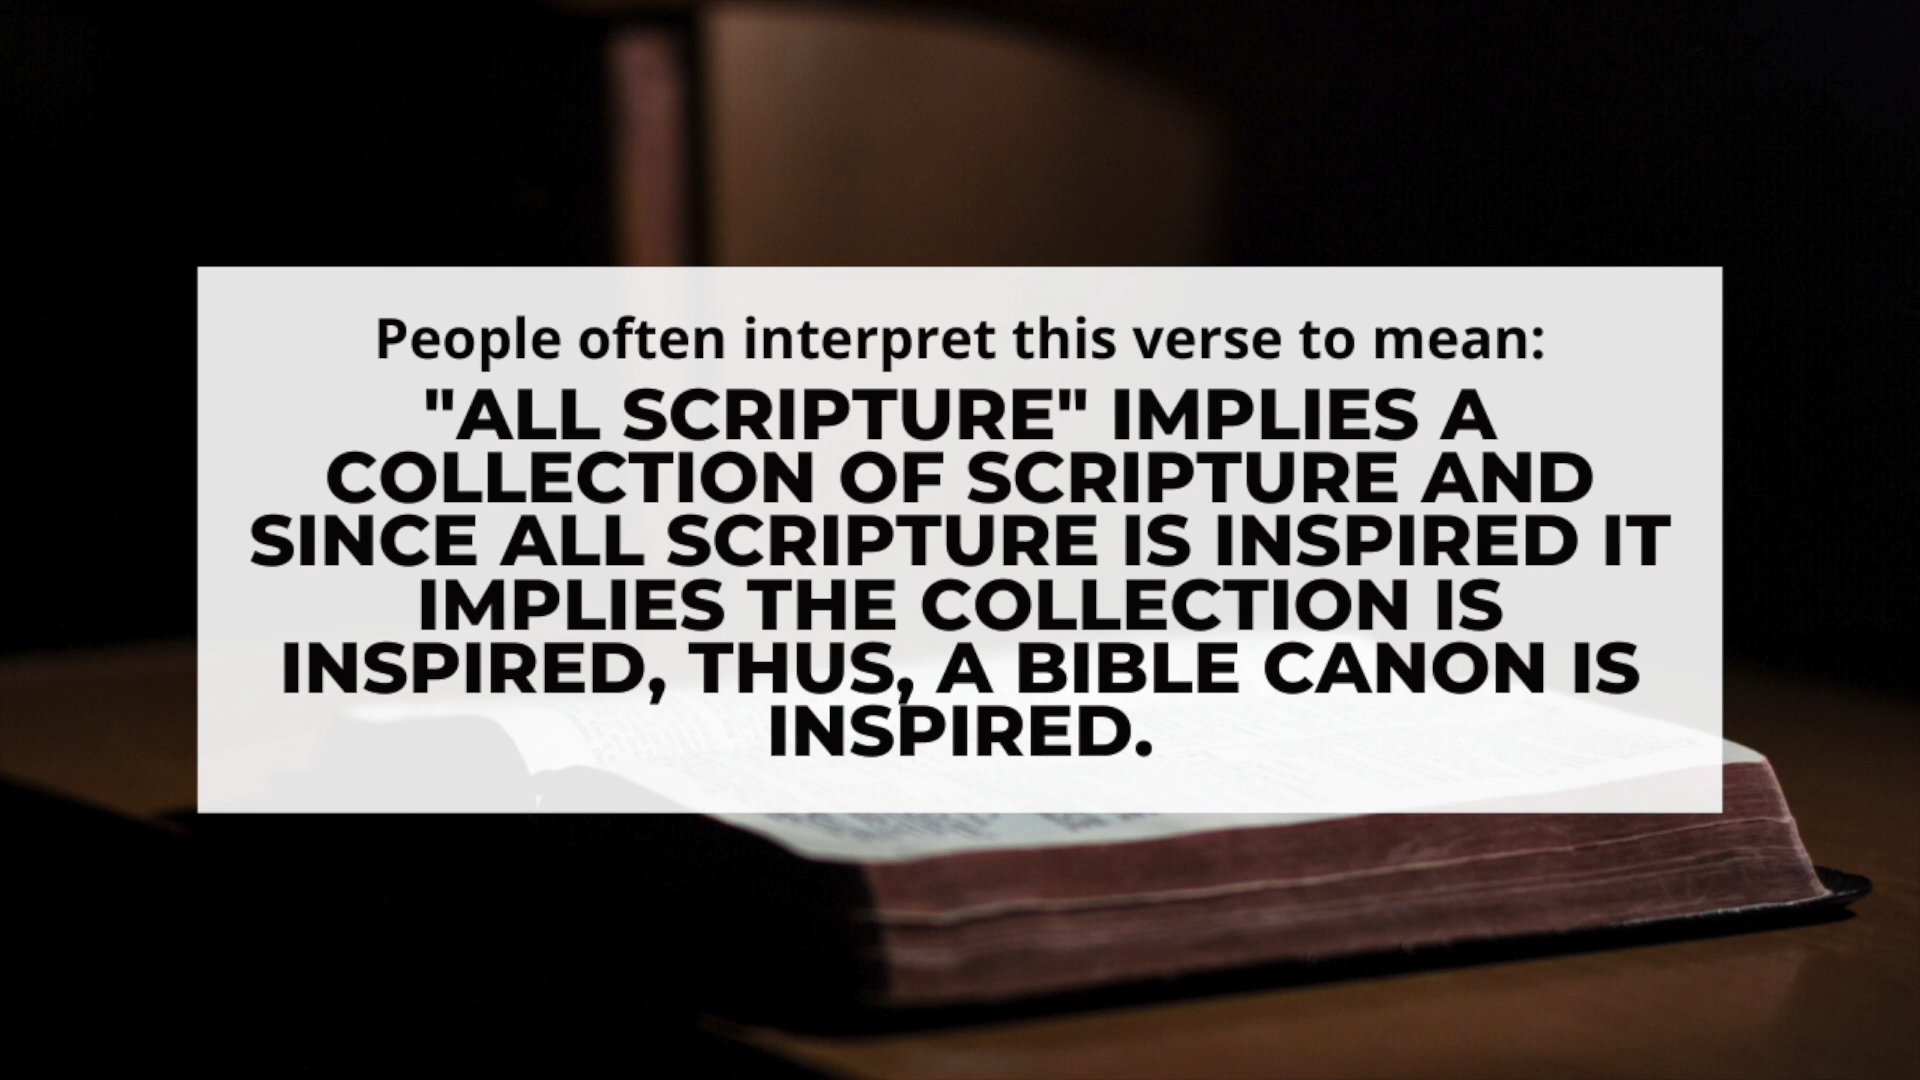 People often interpret this verse to mean:
"ALL SCRIPTURE" IMPLIES A
COLLECTION OF SCRIPTURE AND
SINCE ALL SCRIPTURE IS INSPIRED IT
IMPLIES THE COLLECTION IS
INSPIRED, THUS, A BIBLE CANON IS
INSPIRED.